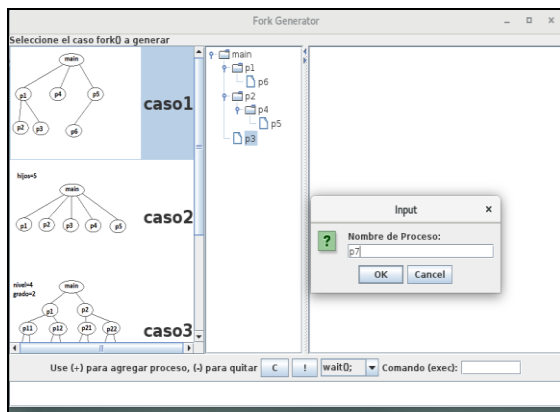 Fork Generator
Seleccione el caso fork() a generar
main
p1
p4
p5
p2
p3
p6
caso1
hijos=5
main
p1
p2
p3
p4
p5
caso2
nivel=4
grado=2
main
p1
p2
p11
p12
p21
p22
caso3
main
p1
p6
p2
p4
p5
p3
Input
Nombre de Proceso:
p7
OK
Cancel
Use (+) para agregar proceso, (-) para quitar
C
!
wait();
Comando (exec):